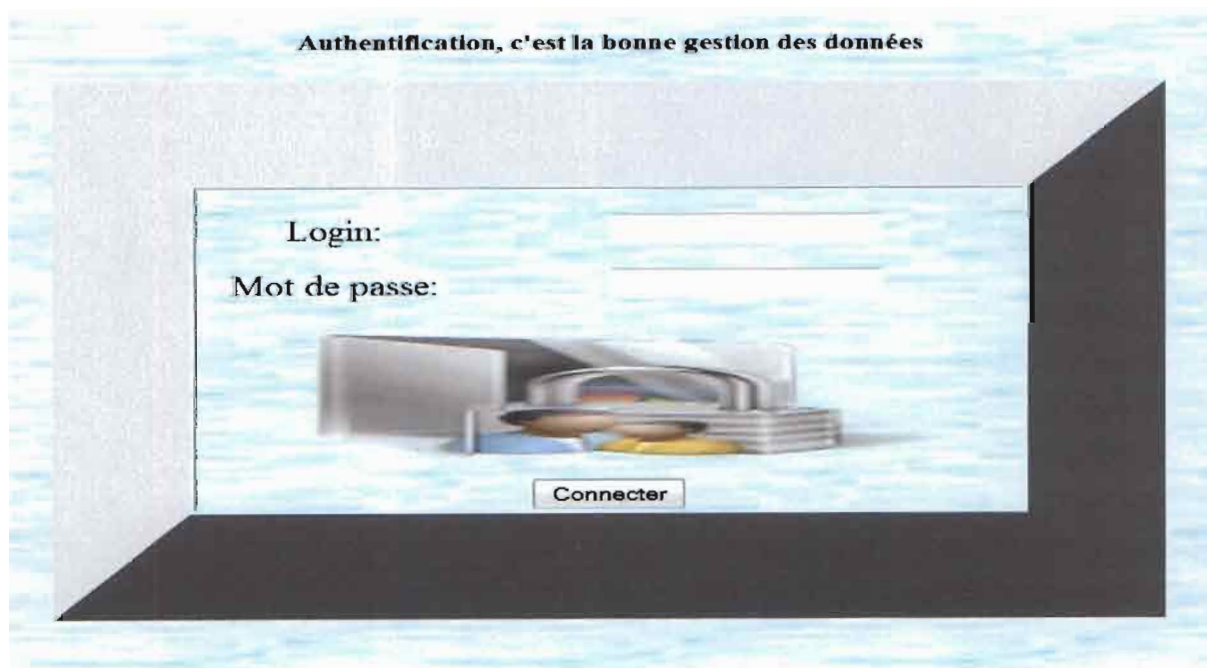 Authentification, c'est la bonne gestion des données
Login:
Mot de passe:
Connecter